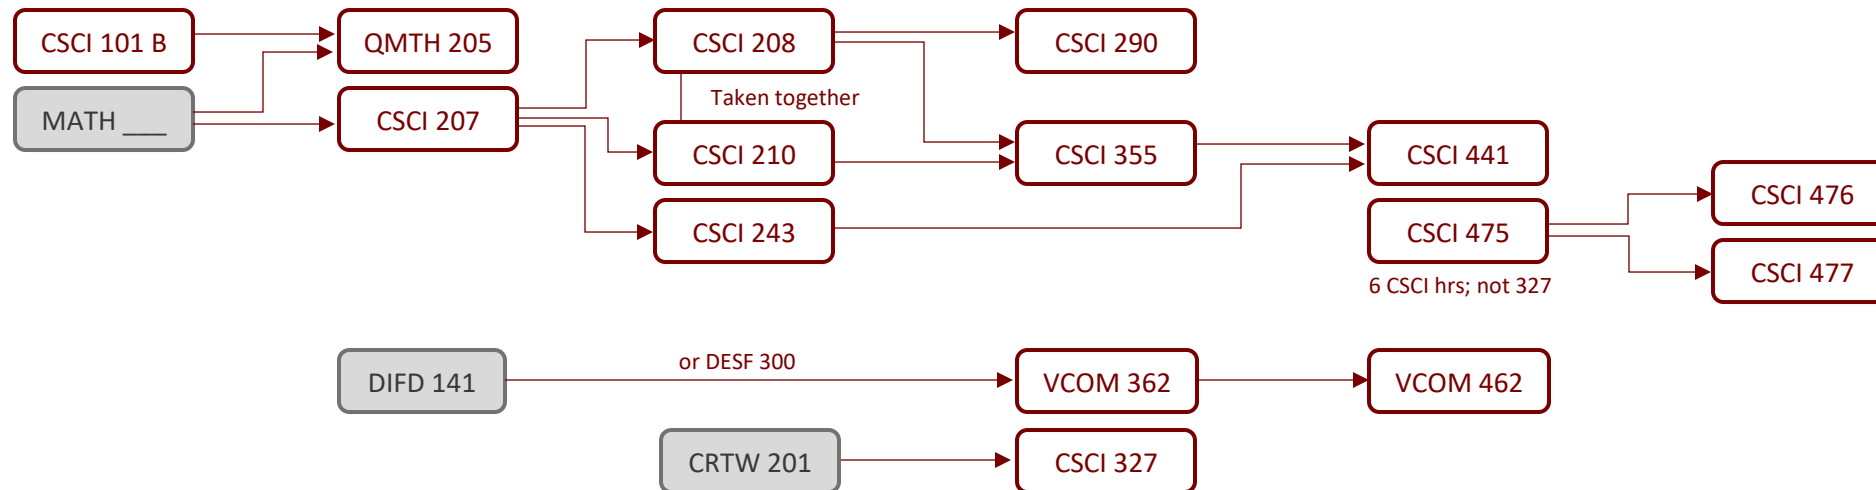 CSCI 101 B
QMTH 205
CSCI 208
CSCI 290
MATH ___
CSCI 207
Taken together
CSCI 210
CSCI 355
CSCI 441
CSCI 476
CSCI 243
CSCI 475
CSCI 477
6 CSCI hrs; not 327
DIFD 141
or DESF 300
VCOM 362
VCOM 462
CRTW 201
CSCI 327